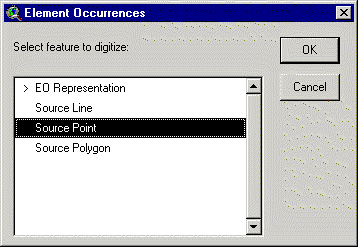 Element Occurrences
Select feature to digitize:
OK
> EO Representation
Cancel
Source Line
Source Point
Source Polygon